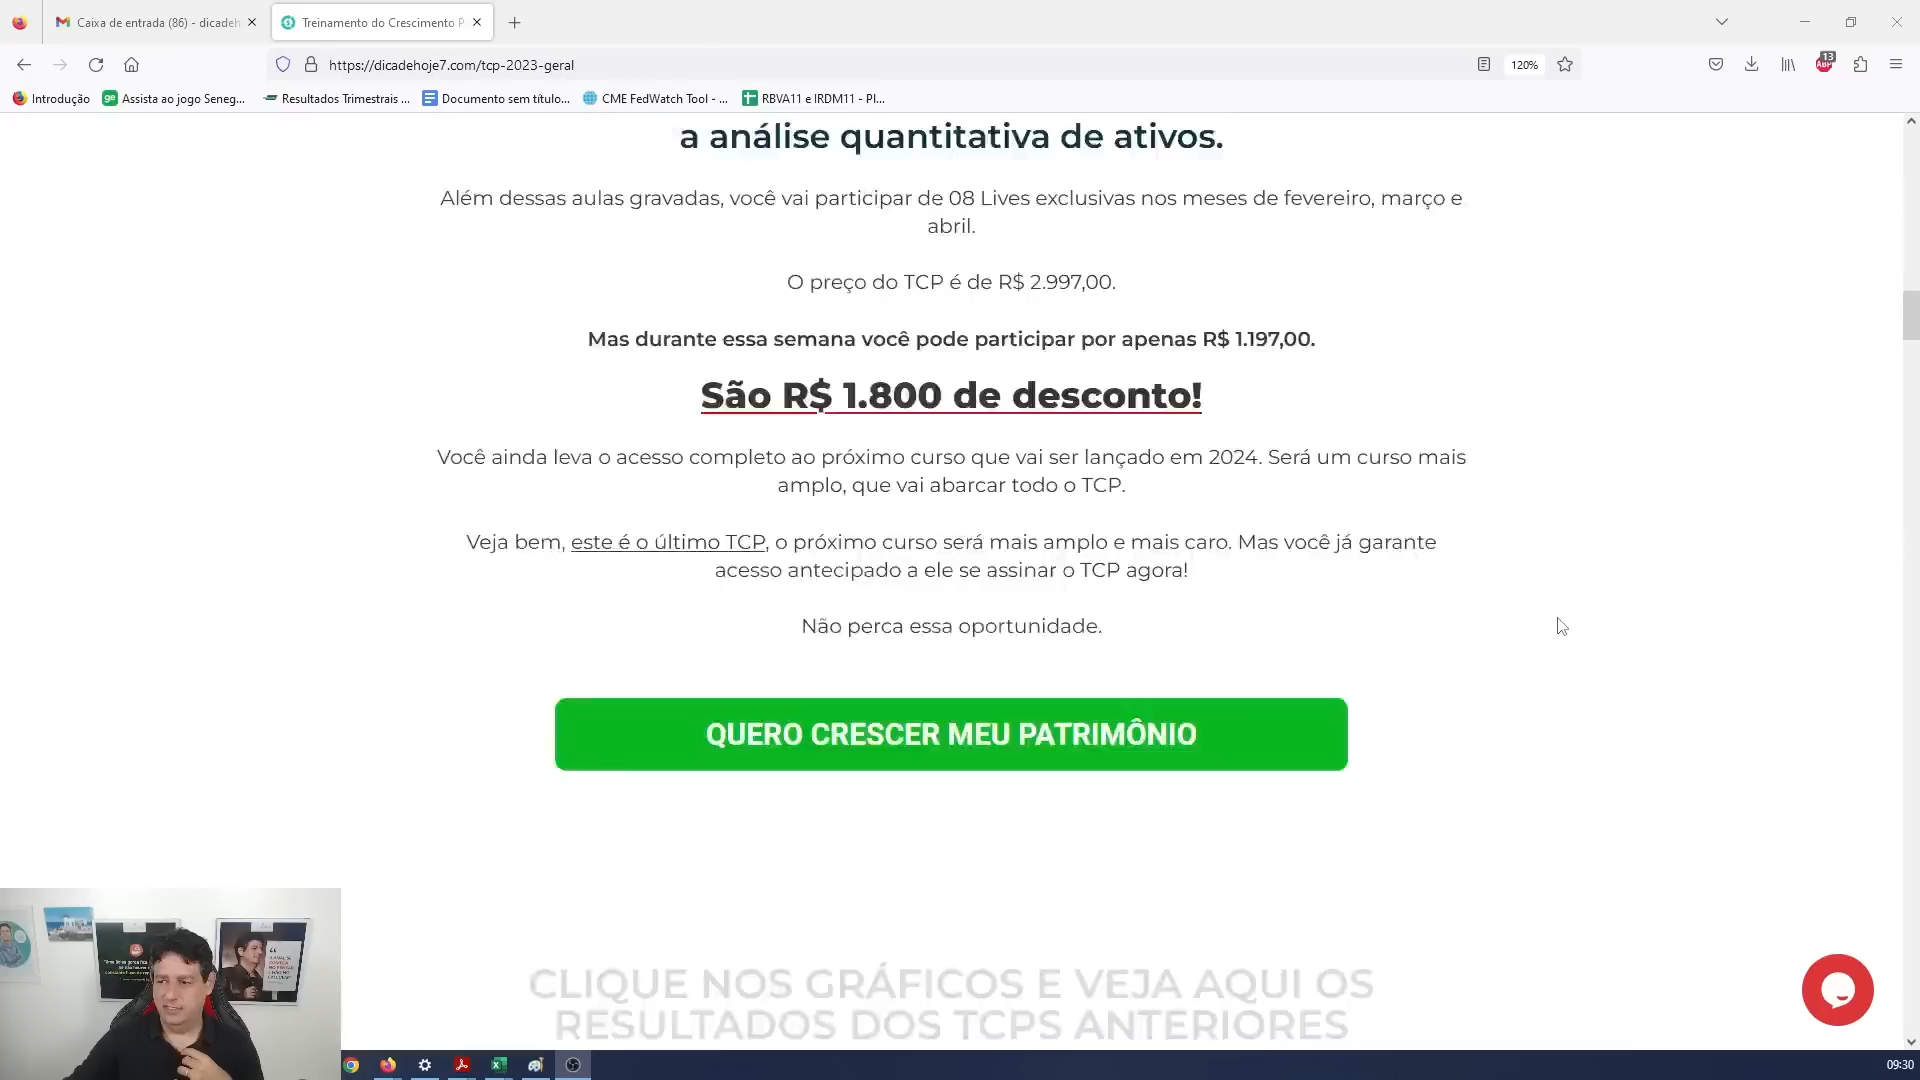 Caixa de entrada (86) - dicadeh
Treinamento do Crescimento P
https://dicadehoje7.com/tcp-2023-geral
120%
13
ABP
Introdução
ge Assista ao jogo Seneg...
Resultados Trimestrais ...
Documento sem título...
CME FedWatch Tool - ...
RBVA11 e IRDM11 - Pl...
a análise quantitativa de ativos.
Além dessas aulas gravadas, você vai participar de 08 Lives exclusivas nos meses de fevereiro, março e
abril.
O preço do TCP é de R$ 2.997,00.
Mas durante essa semana você pode participar por apenas R$ 1.197,00.
São R$ 1.800 de desconto!
Você ainda leva o acesso completo ao próximo curso que vai ser lançado em 2024. Será um curso mais
amplo, que vai abarcar todo o TCP.
Veja bem, este é o último TCP, o próximo curso será mais amplo e mais caro. Mas você já garante
acesso antecipado a ele se assinar o TCP agora!
Não perca essa oportunidade.
QUERO CRESCER MEU PATRIMÔNIO
CLIQUE NOS GRÁFICOS E VEJA AQUI OS
RESULTADOS DOS TCPS ANTERIORES
09:30